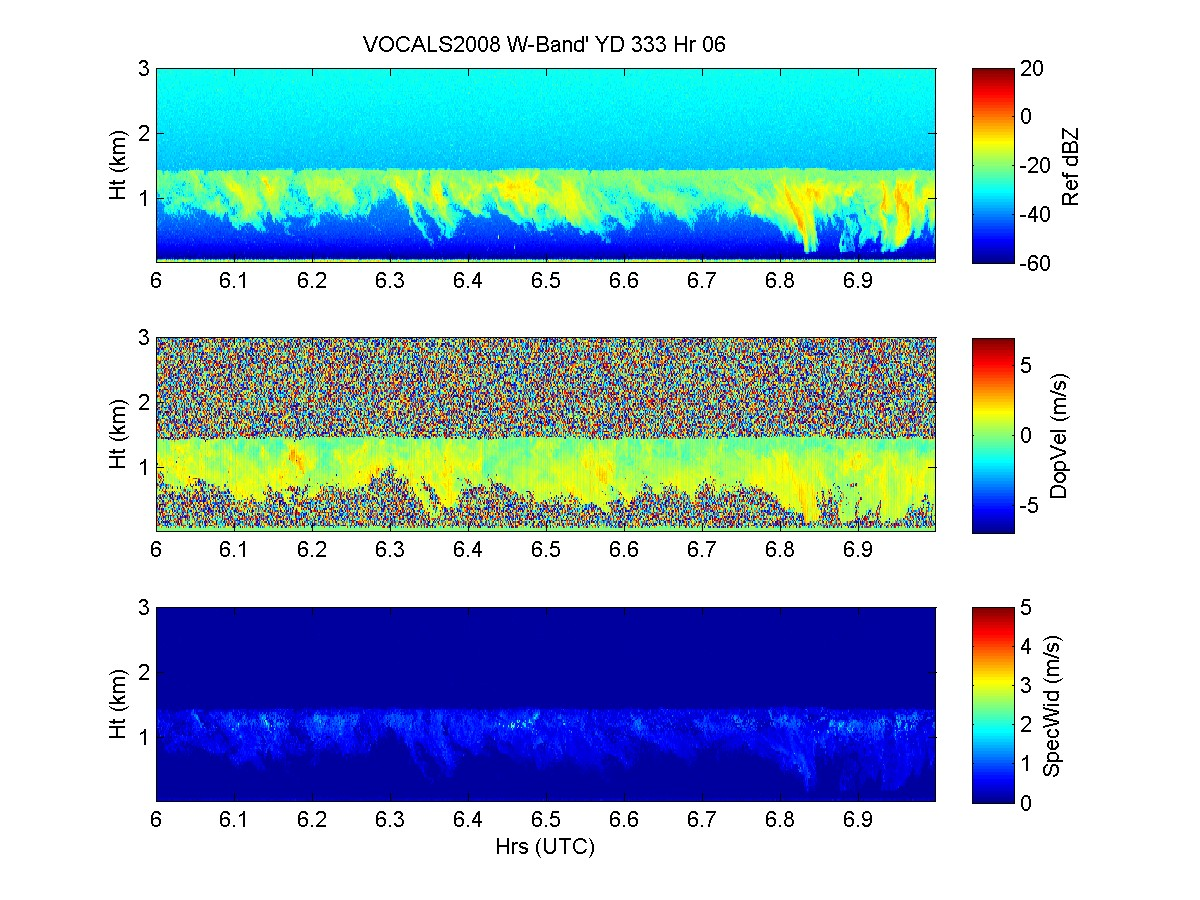 VOCALS2008 W-Band' YD 333 Hr 06
3
2
1
Ht (km)
6 6.1 6.2 6.3 6.4 6.5 6.6 6.7 6.8 6.9
20
0
-20
-40
-60
Ref dBZ
3
2
1
Ht (km)
6 6.1 6.2 6.3 6.4 6.5 6.6 6.7 6.8 6.9
5
0
-5
DopVel (m/s)
3
2
1
Ht (km)
6 6.1 6.2 6.3 6.4 6.5 6.6 6.7 6.8 6.9
Hrs (UTC)
5
4
3
2
1
0
SpecWid (m/s)